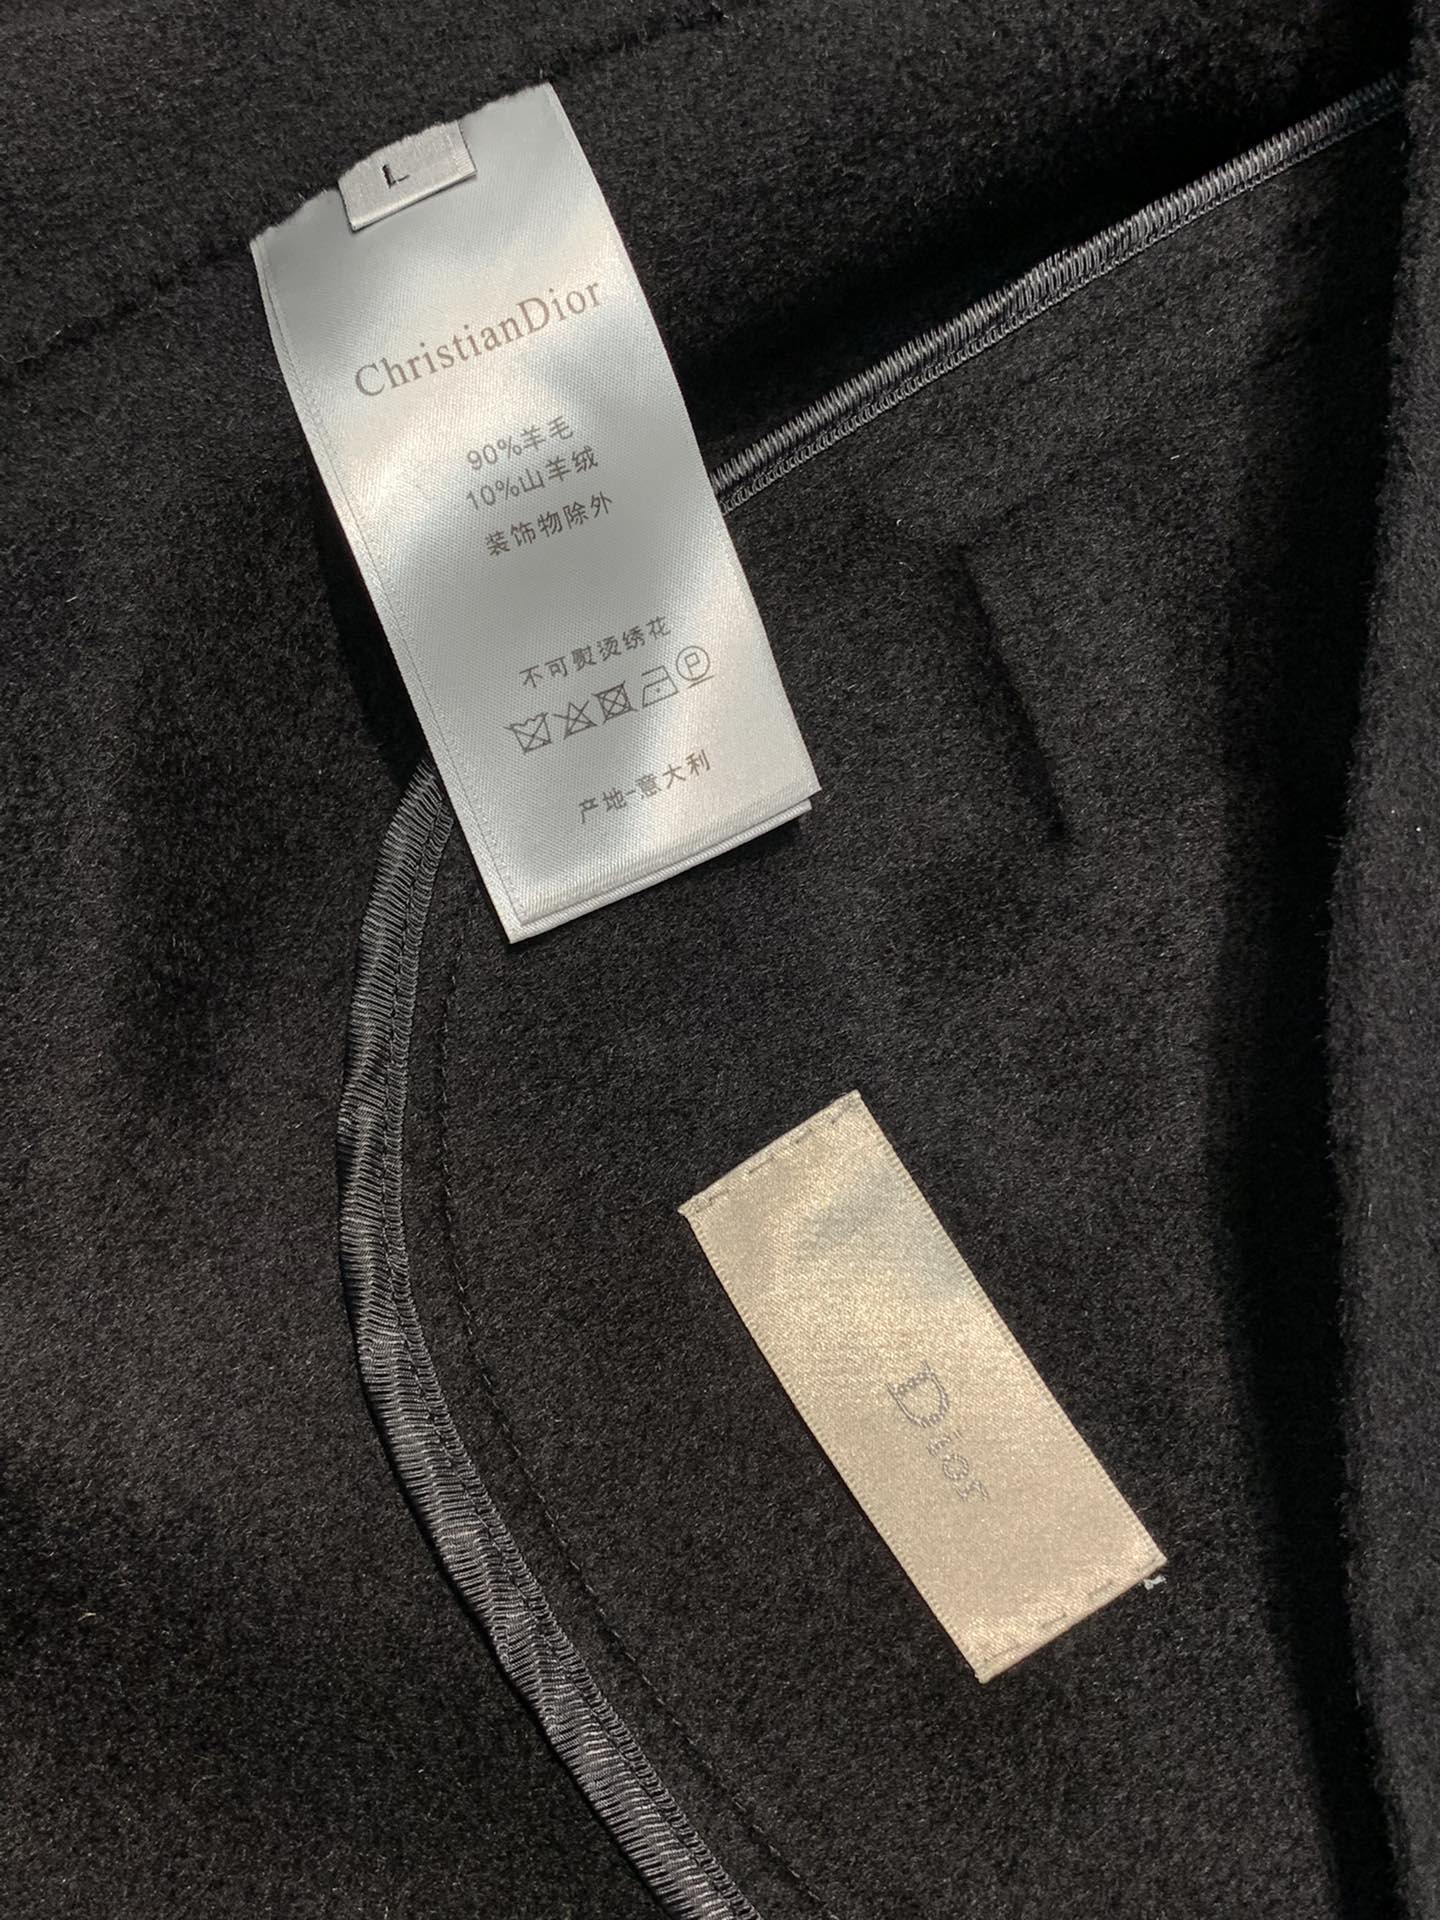 L
ChristianDior
90%羊毛
10%山羊绒
装饰物除外
不可熨烫绣花
P
产地-意大利
Dior